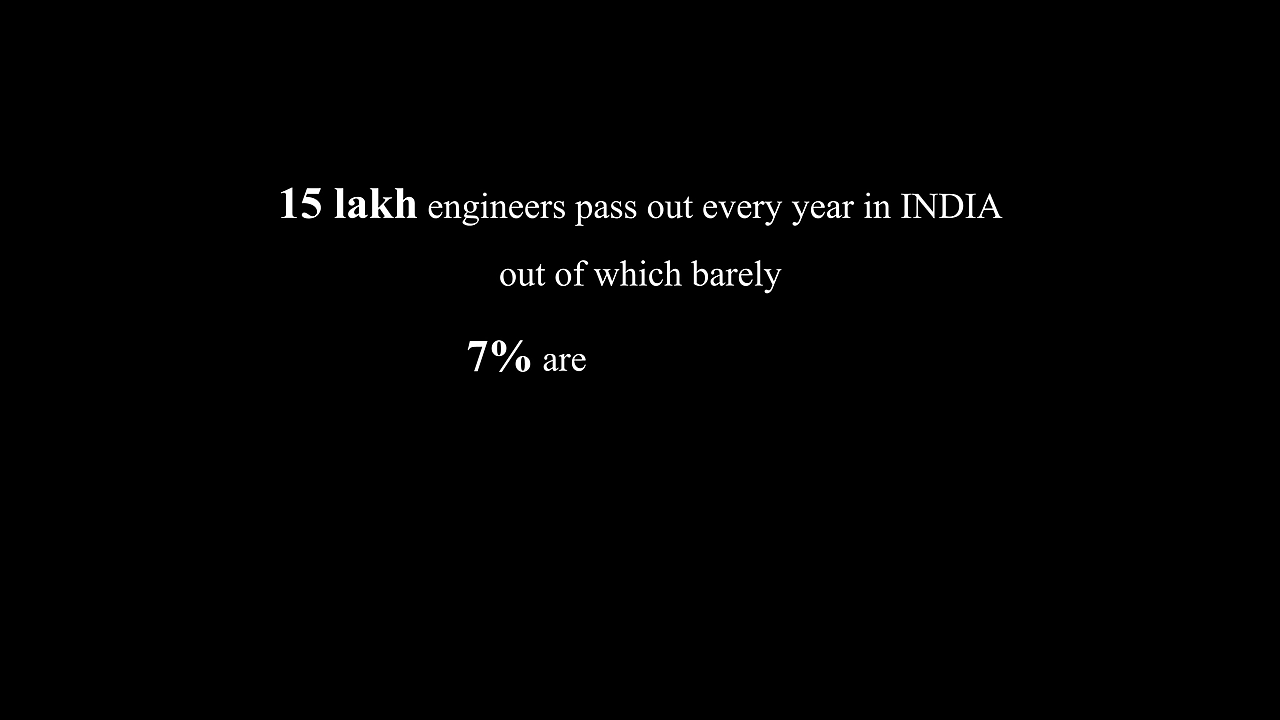 15 lakh engineers pass out every year in INDIA
out of which barely
7% are